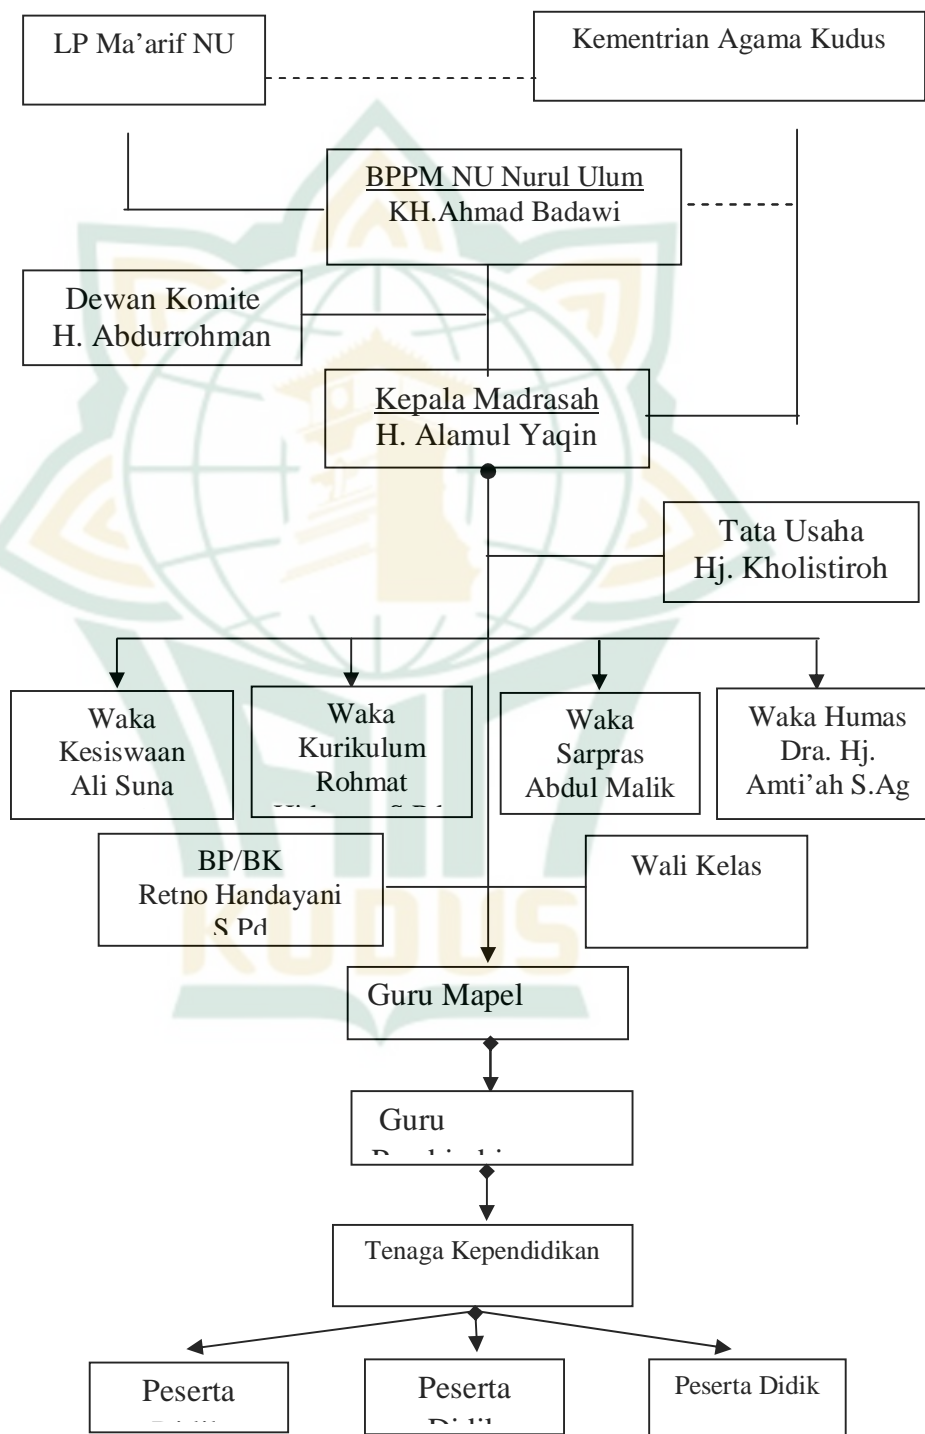 LP Ma’arif NU
Kementrian Agama Kudus
BPPM NU Nurul Ulum
KH.Ahmad Badawi
Dewan Komite
H. Abdurrohman
Kepala Madrasah
H. Alamul Yaqin
Tata Usaha
Hj. Kholistiroh
Waka
Kesiswaan
Ali Suna
Waka
Kurikulum
Rohmat
Waka
Sarpras
Abdul Malik
Waka Humas
Dra. Hj.
Amti’ah S.Ag
BP/BK
Retno Handayani
S.Pd
Wali Kelas
KUDUS
Guru Mapel
Guru
Tenaga Kependidikan
Peserta
Peserta
Didik
Peserta Didik